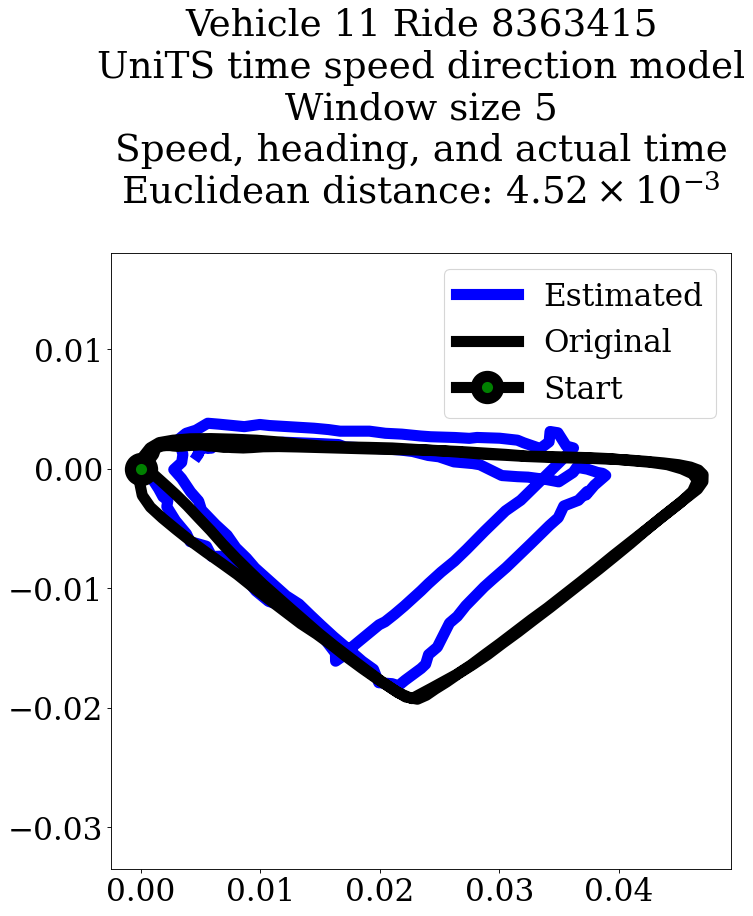 Vehicle 11 Ride 8363415
UniTS time speed direction model
Window size 5
Speed, heading, and actual time
Euclidean distance: 4.52 × 10⁻³
Estimated
Original
Start
0.01
0.00
−0.01
−0.02
−0.03
0.00 0.01 0.02 0.03 0.04